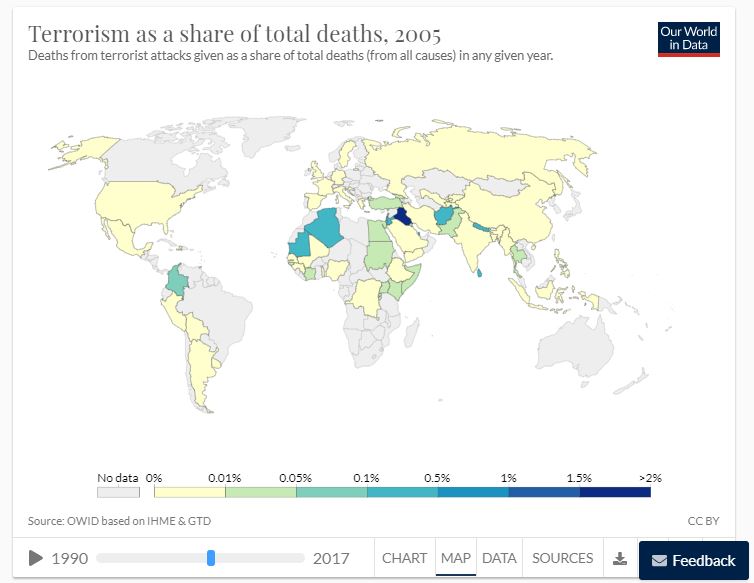 Terrorism as a share of total deaths, 2005
Deaths from terrorist attacks given as a share of total deaths (from all causes) in any given year.
Our World
in Data
No data 0% 0.01% 0.05% 0.1% 0.5% 1% 1.5% >2%
Source: OWID based on IHME & GTD CC BY
1990 2017 CHART MAP DATA SOURCES Feedback